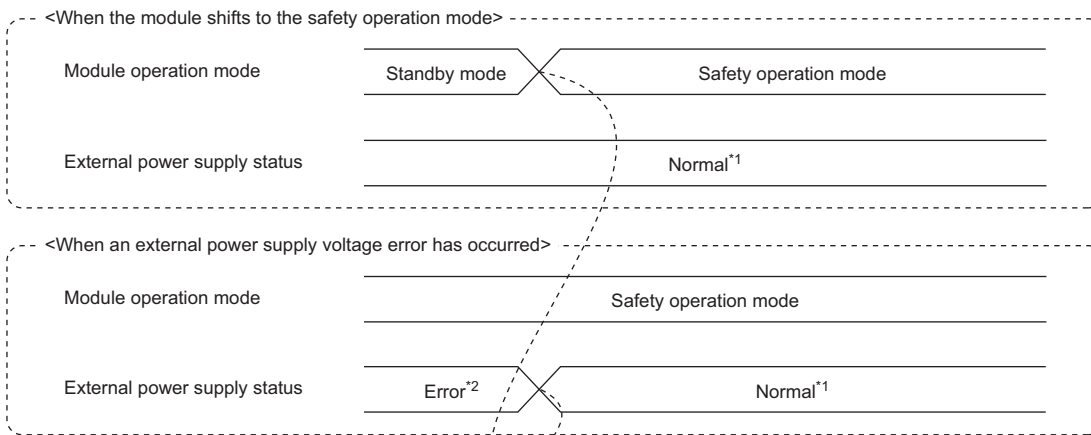 <When the module shifts to the safety operation mode>
Module operation mode
Standby mode
Safety operation mode
External power supply status
Normal*1
<When an external power supply voltage error has occurred>
Module operation mode
Safety operation mode
External power supply status
Error*2
Normal*1